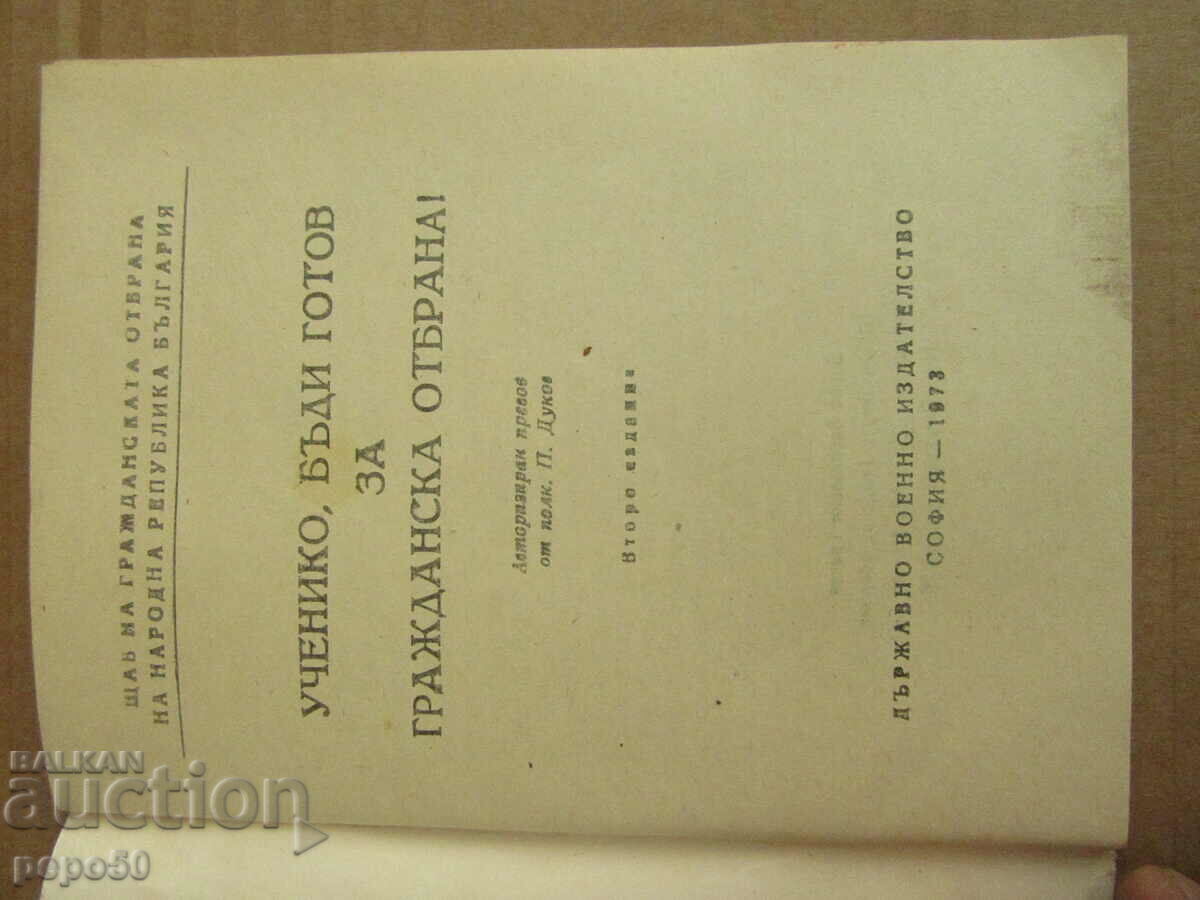 ЩАБ НА ГРАЖДАНСКАТА ОТБРАНА
НА НАРОДНА РЕПУБЛИКА БЪЛГАРИЯ
УЧЕНИКО, БЪДИ ГОТОВ
ЗА
ГРАЖДАНСКА ОТБРАНА!
Авторизиран превод
от полк. П. Дуков
Второ издание
ДЪРЖАВНО ВОЕННО ИЗДАТЕЛСТВО
СОФИЯ — 1973
BALKAN
auction
pepo50